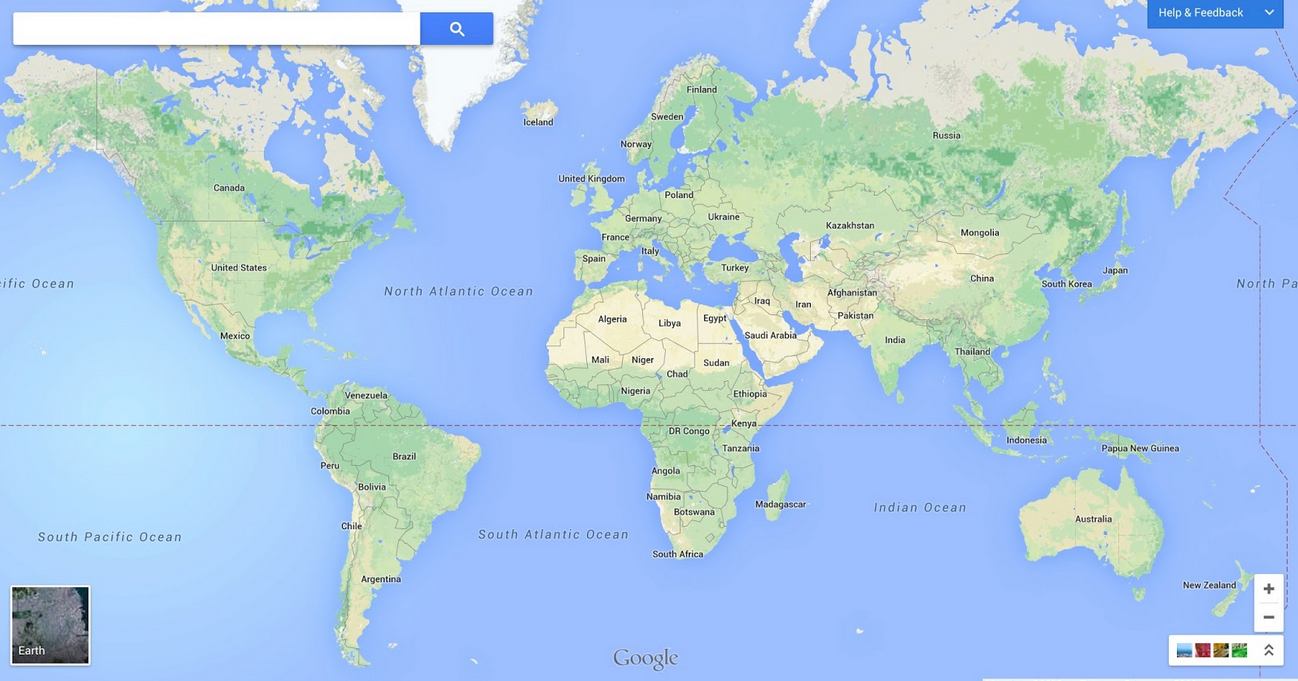 Help & Feedback
Finland
Iceland
Sweden
Russia
Norway
United Kingdom
Canada
Poland
Germany
Ukraine
Kazakhstan
Mongolia
France
Italy
Spain
United States
Turkey
China
Japan
ific Ocean
South Korea
North Pa
North Atlantic Ocean
Afghanistan
Iraq
Iran
Algeria
Libya
Egypt
Pakistan
Mexico
Saudi Arabia
India
Thailand
Mali
Niger
Sudan
Chad
Nigeria
Ethiopia
Venezuela
Colombia
Kenya
DR Congo
Indonesia
Tanzania
Papua New Guinea
Brazil
Peru
Angola
Bolivia
Namibia
Madagascar
Indian Ocean
Botswana
Australia
Chile
South Pacific Ocean
South Atlantic Ocean
South Africa
Argentina
New Zealand
Earth
Google